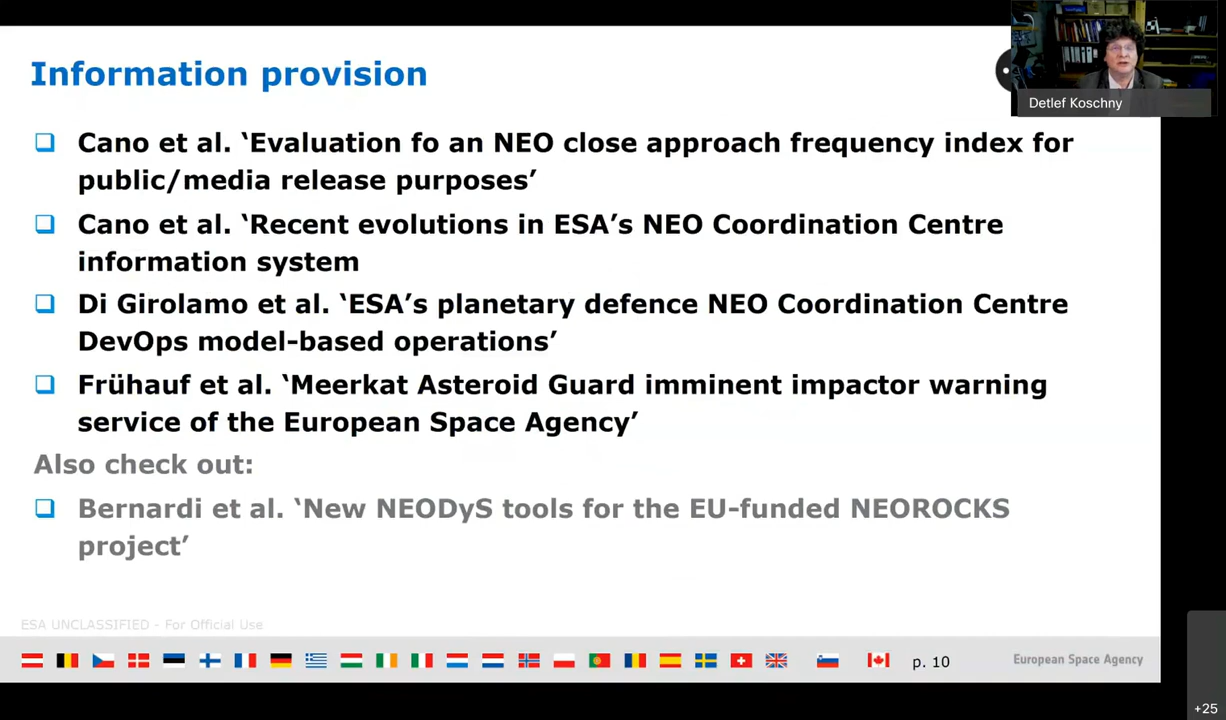 Information provision
Detlef Koschny
Cano et al. ‘Evaluation fo an NEO close approach frequency index for
public/media release purposes’
Cano et al. ‘Recent evolutions in ESA’s NEO Coordination Centre
information system
Di Girolamo et al. ‘ESA’s planetary defence NEO Coordination Centre
DevOps model-based operations’
Frühauf et al. ‘Meerkat Asteroid Guard imminent impactor warning
service of the European Space Agency’
Also check out:
Bernardi et al. ‘New NEODyS tools for the EU-funded NEOROCKS
project’
ESA UNCLASSIFIED - For Official Use
p. 10
European Space Agency
+25